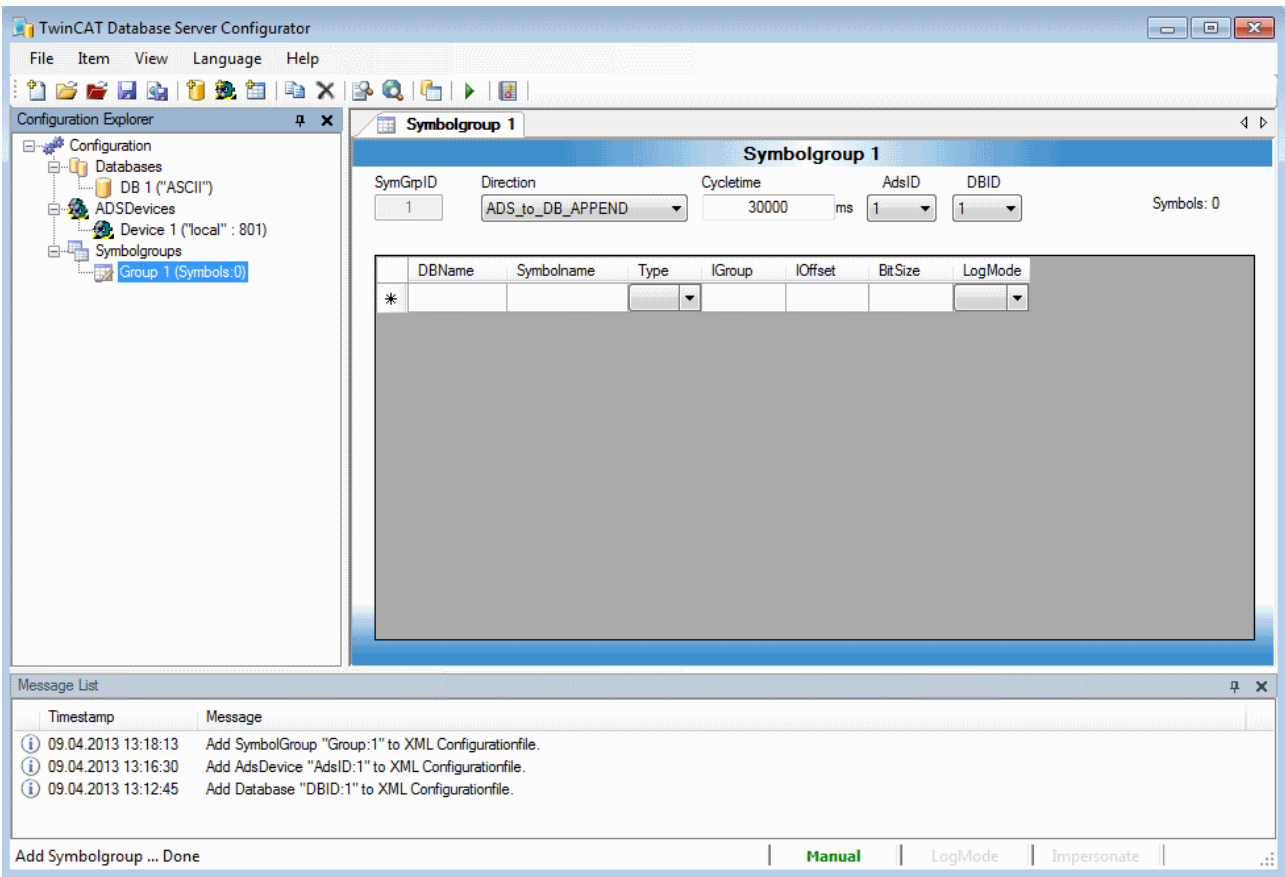 TwinCAT Database Server Configurator
File Item View Language Help
Configuration Explorer
Configuration
Databases
DB 1 ("ASCII")
ADSDevices
Device 1 ("local" : 801)
Symbolgroups
Group 1 (Symbols:0)
Symbolgroup 1
Symbolgroup 1
SymGrpID Direction Cycletime AdsID DBID
1 ADS_to_DB_APPEND 30000 ms 1 1 Symbols: 0
DBName Symbolname Type IGroup IOffset BitSize LogMode
Message List
Timestamp Message
09.04.2013 13:18:13 Add SymbolGroup "Group:1" to XML Configurationfile.
09.04.2013 13:16:30 Add AdsDevice "AdsID:1" to XML Configurationfile.
09.04.2013 13:12:45 Add Database "DBID:1" to XML Configurationfile.
Add Symbolgroup ... Done Manual LogMode Impersonate